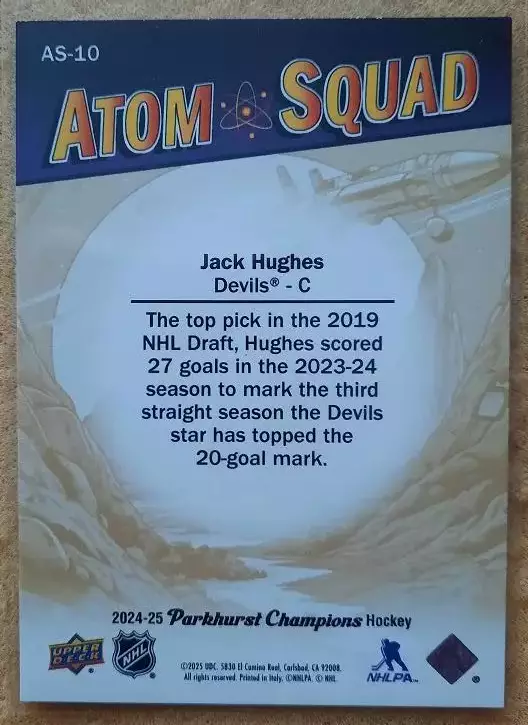 AS-10
ATOM SQUAD
Jack Hughes
Devils® - C
The top pick in the 2019
NHL Draft, Hughes scored
27 goals in the 2023-24
season to mark the third
straight season the Devils
star has topped the
20-goal mark.
2024-25 Parkhurst Champions Hockey
UPPER
DECK
®
NHL
®
©2025 UDC. 5830 El Camino Real, Carlsbad, CA 92008.
All rights reserved. Printed in Italy. ©NHLPA. © NHL.
NHLPA™
®